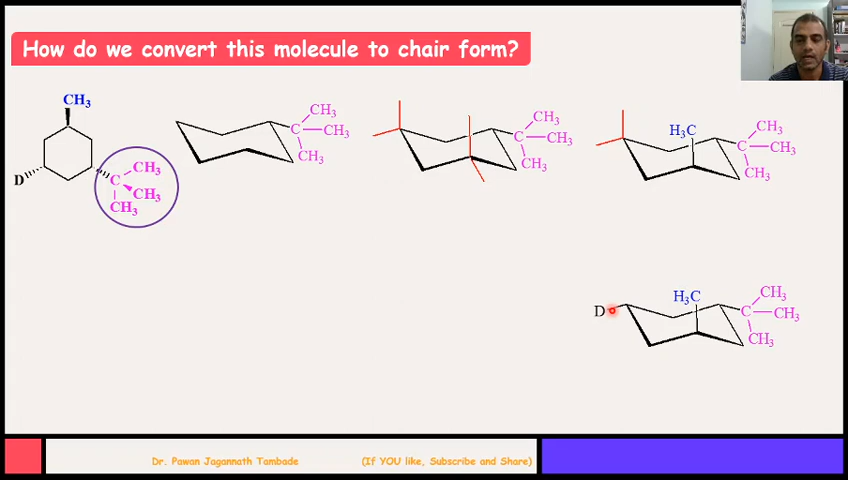 How do we convert this molecule to chair form?
CH₃
D
C
CH₃
CH₃
CH₃
CH₃
C
CH₃
CH₃
CH₃
C
CH₃
CH₃
H₃C
CH₃
C
CH₃
CH₃
D
H₃C
CH₃
C
CH₃
CH₃
Dr. Pawan Jagannath Tambade (If YOU like, Subscribe and Share)